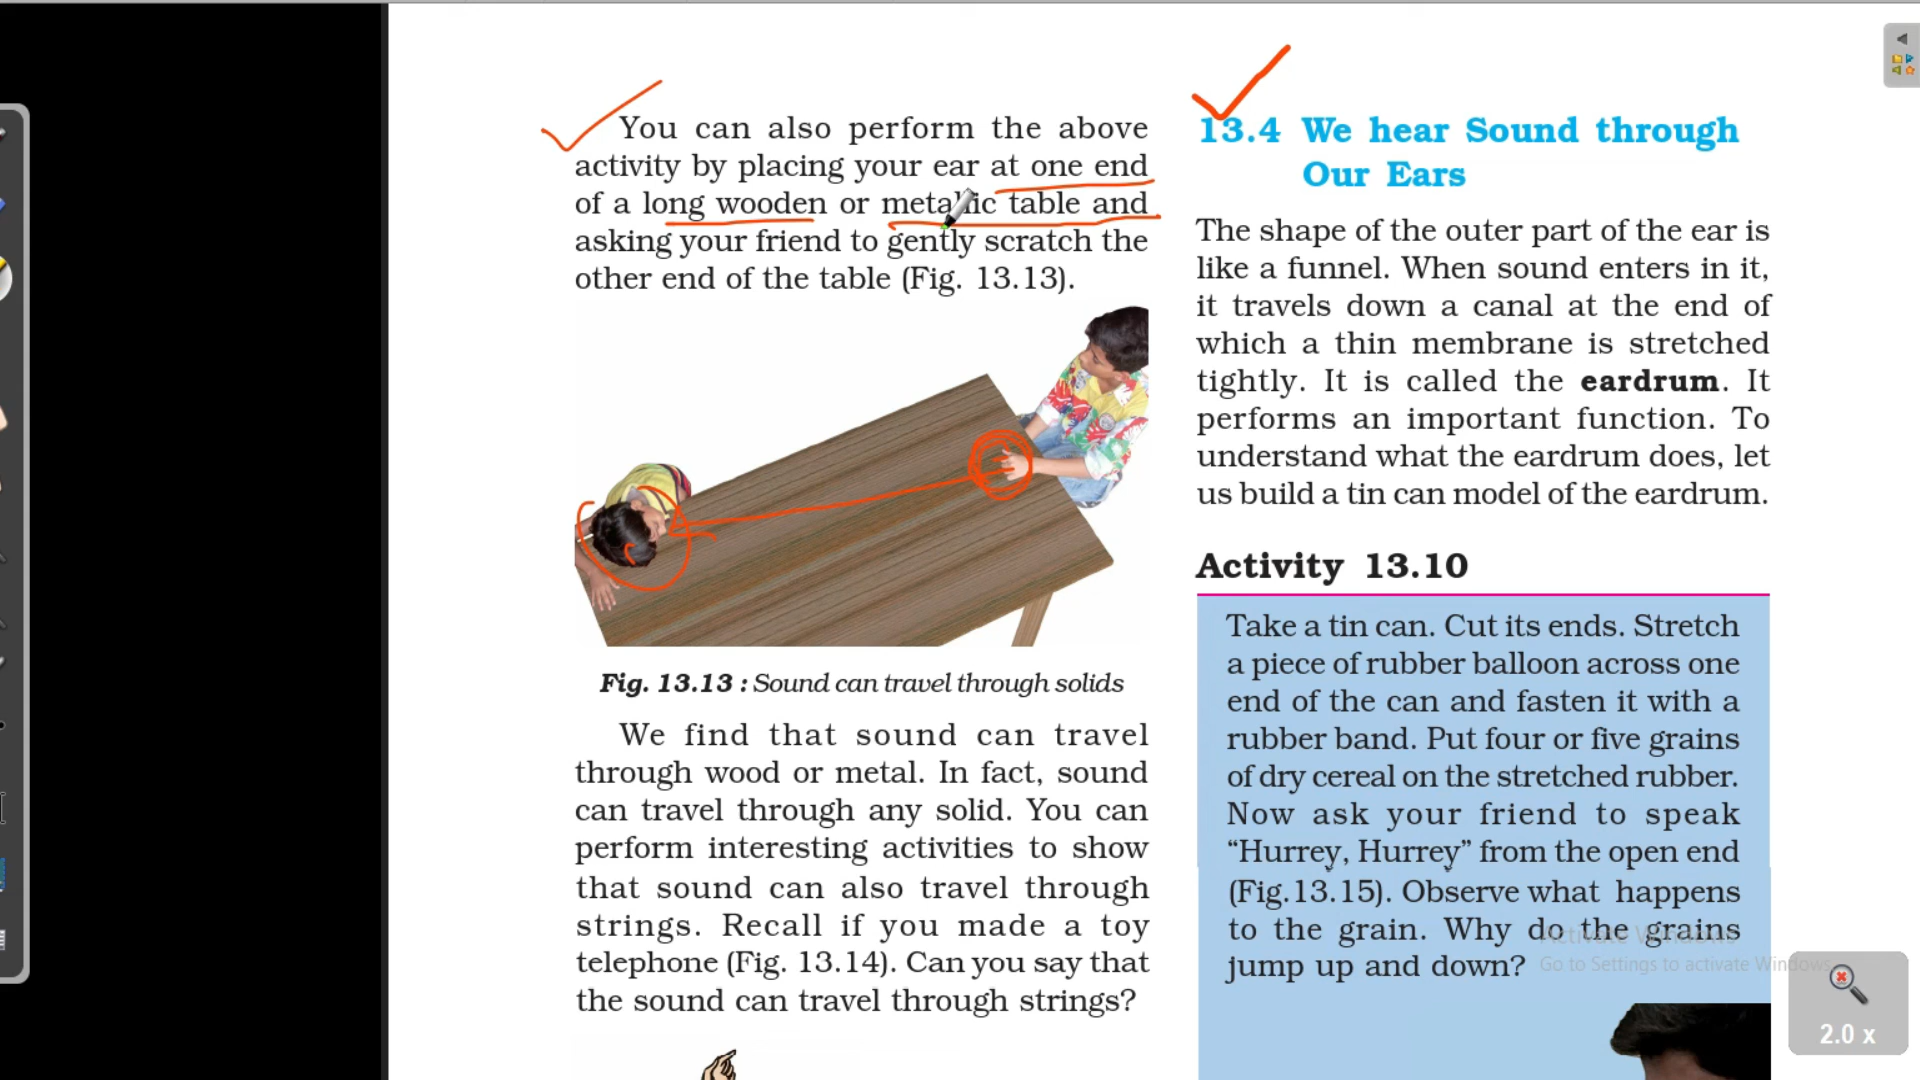 You can also perform the above
activity by placing your ear at one end
of a long wooden or metallic table and
asking your friend to gently scratch the
other end of the table (Fig. 13.13).
Fig. 13.13 : Sound can travel through solids
We find that sound can travel
through wood or metal. In fact, sound
can travel through any solid. You can
perform interesting activities to show
that sound can also travel through
strings. Recall if you made a toy
telephone (Fig. 13.14). Can you say that
the sound can travel through strings?
13.4 We hear Sound through
Our Ears
The shape of the outer part of the ear is
like a funnel. When sound enters in it,
it travels down a canal at the end of
which a thin membrane is stretched
tightly. It is called the eardrum. It
performs an important function. To
understand what the eardrum does, let
us build a tin can model of the eardrum.
Activity 13.10
Take a tin can. Cut its ends. Stretch
a piece of rubber balloon across one
end of the can and fasten it with a
rubber band. Put four or five grains
of dry cereal on the stretched rubber.
Now ask your friend to speak
“Hurrey, Hurrey” from the open end
(Fig.13.15). Observe what happens
to the grain. Why do the grains
jump up and down?
Activate Windows
Go to Settings to activate Windows.
2.0 x